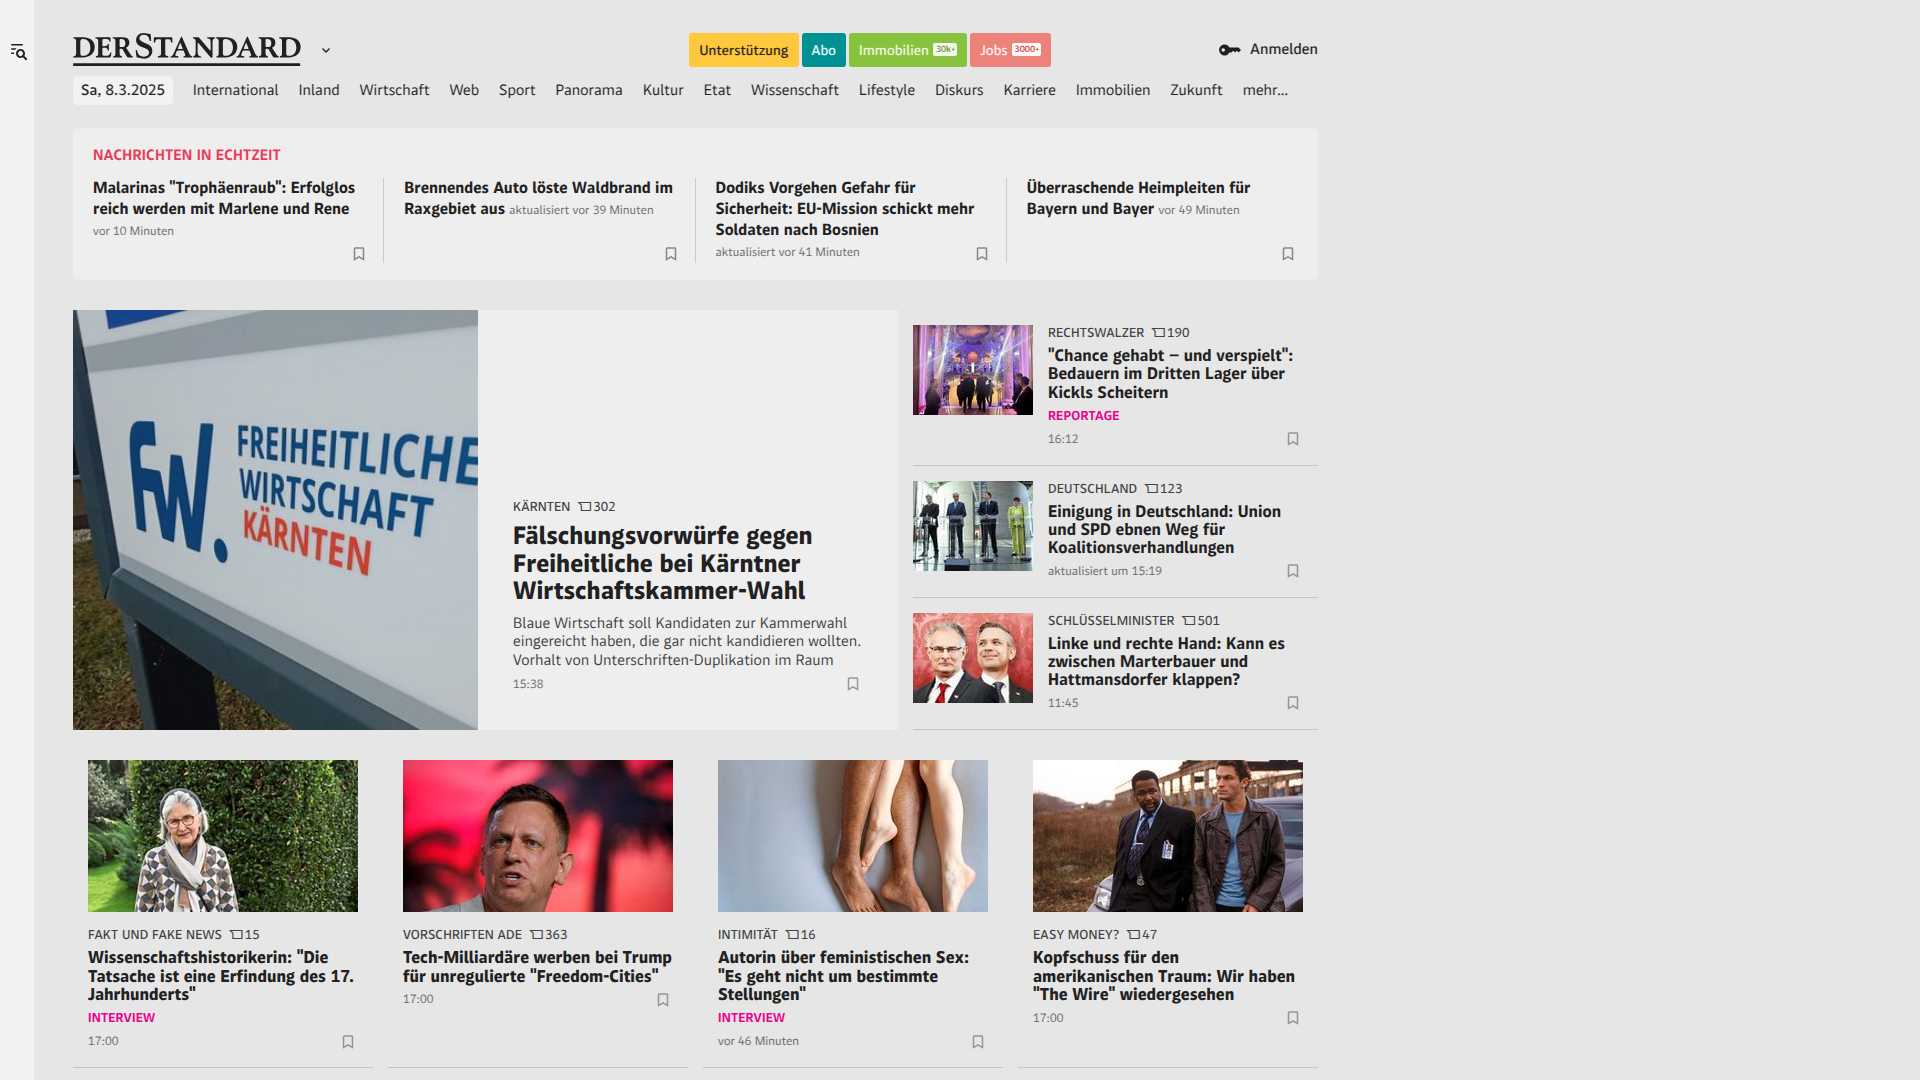 DERSTANDARD
Unterstützung
Abo
Immobilien 30k+
Jobs 3000+
Anmelden
Sa, 8.3.2025
International
Inland
Wirtschaft
Web
Sport
Panorama
Kultur
Etat
Wissenschaft
Lifestyle
Diskurs
Karriere
Immobilien
Zukunft
mehr...
NACHRICHTEN IN ECHTZEIT
Malarinas "Trophäenraub": Erfolglos
reich werden mit Marlene und Rene
vor 10 Minuten
Brennendes Auto löste Waldbrand im
Raxgebiet aus aktualisiert vor 39 Minuten
Dodiks Vorgehen Gefahr für
Sicherheit: EU-Mission schickt mehr
Soldaten nach Bosnien
aktualisiert vor 41 Minuten
Überraschende Heimpleiten für
Bayern und Bayer vor 49 Minuten
fw.
FREIHEITLICHE
WIRTSCHAFT
KÄRNTEN
KÄRNTEN 302
Fälschungsvorwürfe gegen
Freiheitliche bei Kärntner
Wirtschaftskammer-Wahl
Blaue Wirtschaft soll Kandidaten zur Kammerwahl
eingereicht haben, die gar nicht kandidieren wollten.
Vorhalt von Unterschriften-Duplikation im Raum
15:38
RECHTSWALZER 190
"Chance gehabt – und verspielt":
Bedauern im Dritten Lager über
Kickls Scheitern
REPORTAGE
16:12
DEUTSCHLAND 123
Einigung in Deutschland: Union
und SPD ebnen Weg für
Koalitionsverhandlungen
aktualisiert um 15:19
SCHLÜSSELMINISTER 501
Linke und rechte Hand: Kann es
zwischen Marterbauer und
Hattmansdorfer klappen?
11:45
FAKT UND FAKE NEWS 15
Wissenschaftshistorikerin: "Die
Tatsache ist eine Erfindung des 17.
Jahrhunderts"
INTERVIEW
17:00
VORSCHRIFTEN ADE 363
Tech-Milliardäre werben bei Trump
für unregulierte "Freedom-Cities"
17:00
INTIMITÄT 16
Autorin über feministischen Sex:
"Es geht nicht um bestimmte
Stellungen"
INTERVIEW
vor 46 Minuten
EASY MONEY? 47
Kopfschuss für den
amerikanischen Traum: Wir haben
"The Wire" wiedergesehen
17:00